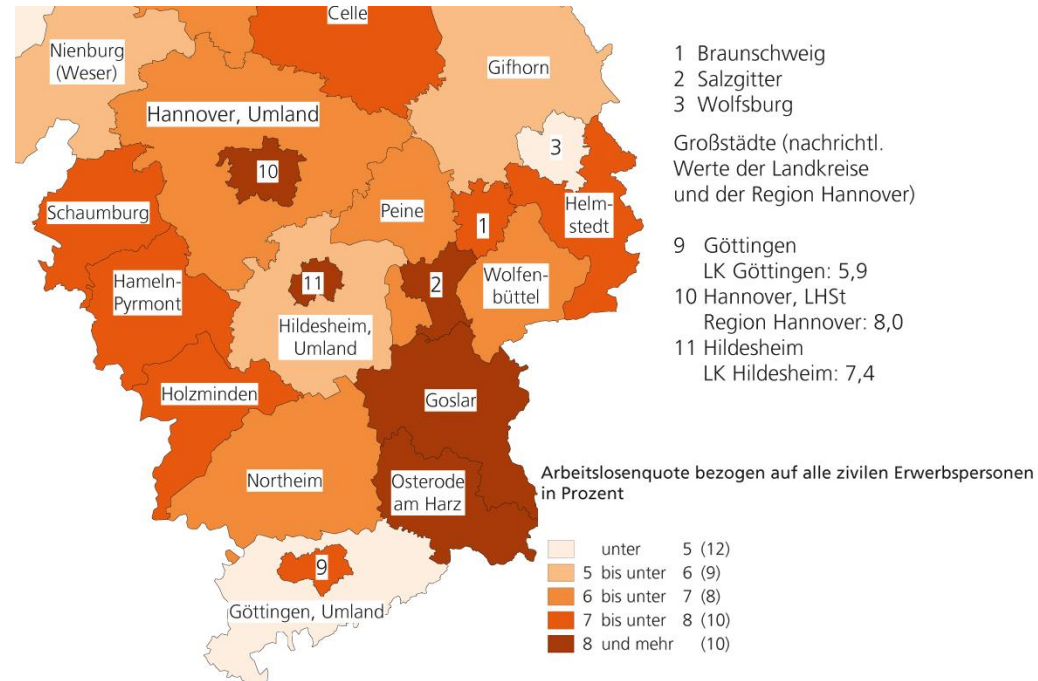 Celle
Nienburg
(Weser)
Gifhorn
Hannover, Umland
3
10
Peine
Schaumburg
1
Helm-
stedt
Hameln-
Pyrmont
11
2
Wolfen-
büttel
Hildesheim,
Umland
Holzminden
Goslar
Northeim
Osterode
am Harz
9
Göttingen, Umland
1 Braunschweig
2 Salzgitter
3 Wolfsburg
Großstädte (nachrichtl.
Werte der Landkreise
und der Region Hannover)
9 Göttingen
LK Göttingen: 5,9
10 Hannover, LHSt
Region Hannover: 8,0
11 Hildesheim
LK Hildesheim: 7,4
Arbeitslosenquote bezogen auf alle zivilen Erwerbspersonen
in Prozent
unter 5 (12)
5 bis unter 6 (9)
6 bis unter 7 (8)
7 bis unter 8 (10)
8 und mehr (10)